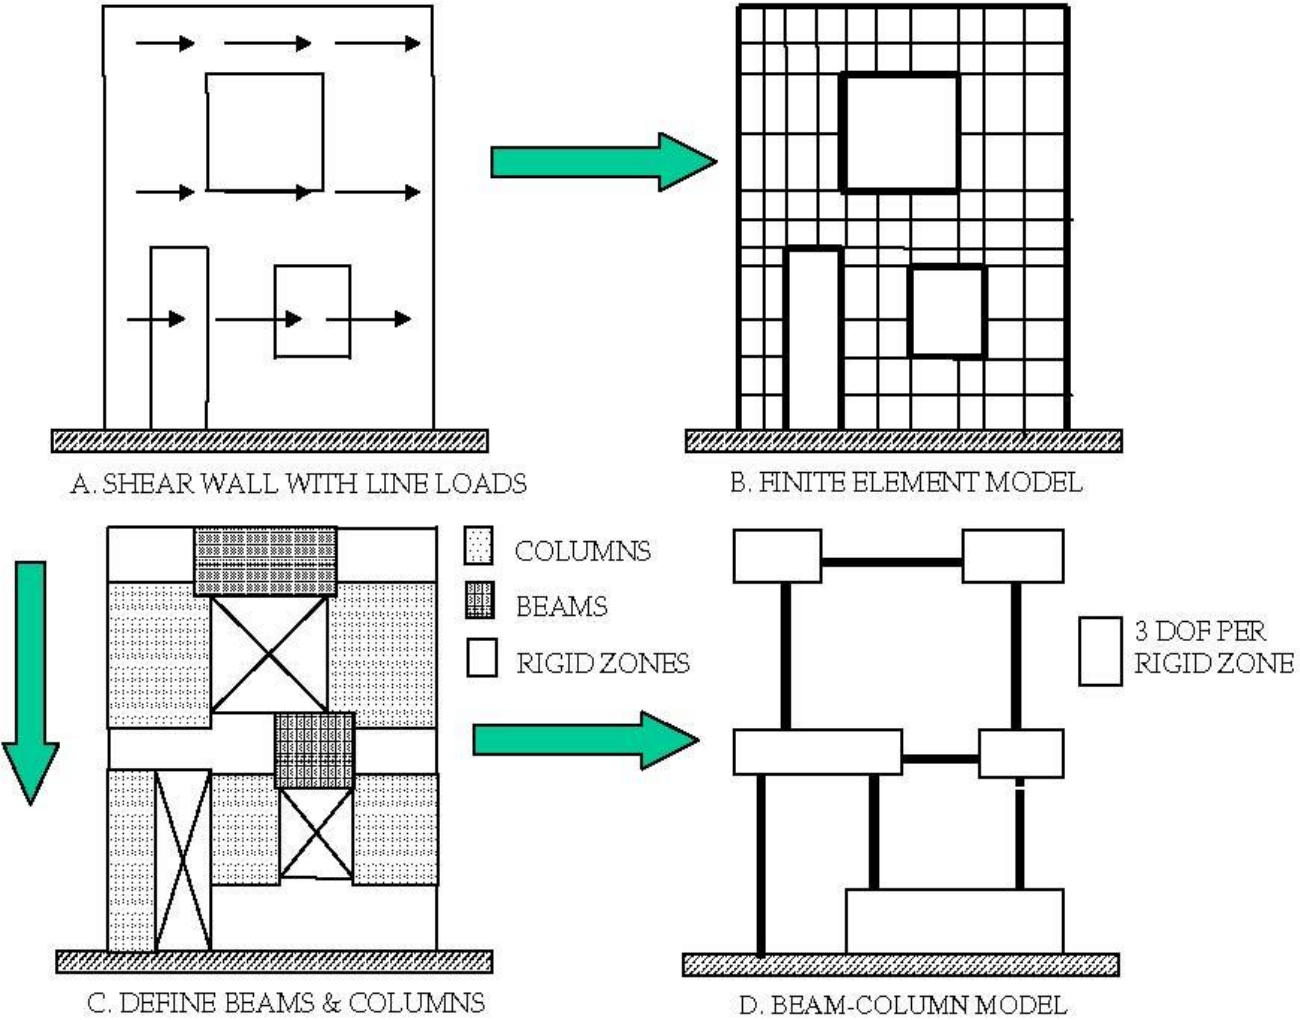 A. SHEAR WALL WITH LINE LOADS
B. FINITE ELEMENT MODEL
COLUMNS
BEAMS
RIGID ZONES
3 DOF PER
RIGID ZONE
C. DEFINE BEAMS & COLUMNS
D. BEAM-COLUMN MODEL